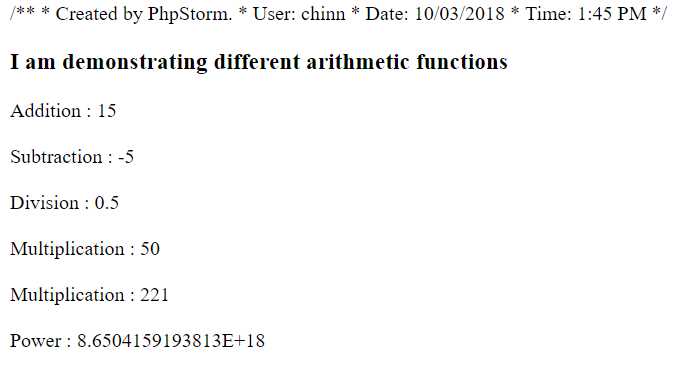 /** * Created by PhpStorm. * User: chinn * Date: 10/03/2018 * Time: 1:45 PM */
I am demonstrating different arithmetic functions
Addition : 15
Subtraction : -5
Division : 0.5
Multiplication : 50
Multiplication : 221
Power : 8.6504159193813E+18